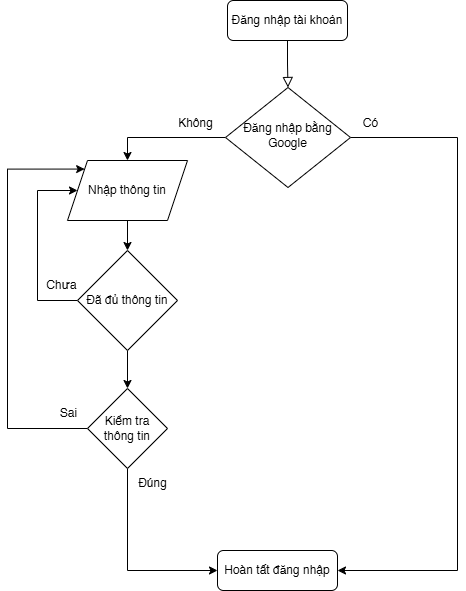 Đăng nhập tài khoản
Đăng nhập bằng
Google
Không
Có
Nhập thông tin
Chưa
Đã đủ thông tin
Sai
Kiểm tra
thông tin
Đúng
Hoàn tất đăng nhập